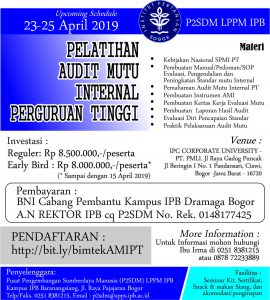 Upcoming Schedule
23-25 April 2019
INSTITUT PERTANIAN BOGOR
P2SDM LPPM IPB
PELATIHAN
AUDIT MUTU
INTERNAL
PERGURUAN TINGGI
Materi
Kebijakan Nasional SPMI-PT
Pembuatan Manual/Pedoman/SOP
Evaluasi, Pengendalian dan
Peningkatan Standar mutu Internal
Pemahaman Audit Mutu Internal PT
Pembuatan Instrumen AMI
Pembuatan Kertas Kerja Evaluasi Mutu
Pembuatan Laporan Hasil Audit
Evaluasi Diri Pencapaian Standar
Praktik Pelaksanaan Audit Mutu
Investasi :
Reguler: Rp 8.500.000,-/peserta
Early Bird : Rp 8.000.000,-/peserta*
(* Sampai dengan 15 April 2019)
Venue :
IPC CORPORATE UNIVERSITY -
PT. PMLI. Jl Raya Gadog Puncak
Jl Beringin I No. 1 Pandansari, Ciawi,
Bogor -Jawa Barat - 16720
Pembayaran :
BNI Cabang Pembantu Kampus IPB Dramaga Bogor
A.N REKTOR IPB cq P2SDM No. Rek. 0148177425
PENDAFTARAN :
http://bit.ly/bimtekAMIPT
More Information :
Untuk Informasi mohon hubungi
Ibu Irma di 0251 8381215
atau 0878 72233889
Penyelenggara:
Pusat Pengembangan Sumberdaya Manusia (P2SDM) LPPM IPB
Kampus IPB Baranangsiang, Jl. Raya Pajajaran Bogor
Telp/Faks: 0251 8381215, Email : p2sdm@apps.ipb.ac.id
Fasilitas :
Seminar Kit, Sertifikat,
Snack & makan Siang, dan
akomodasi/penginapan